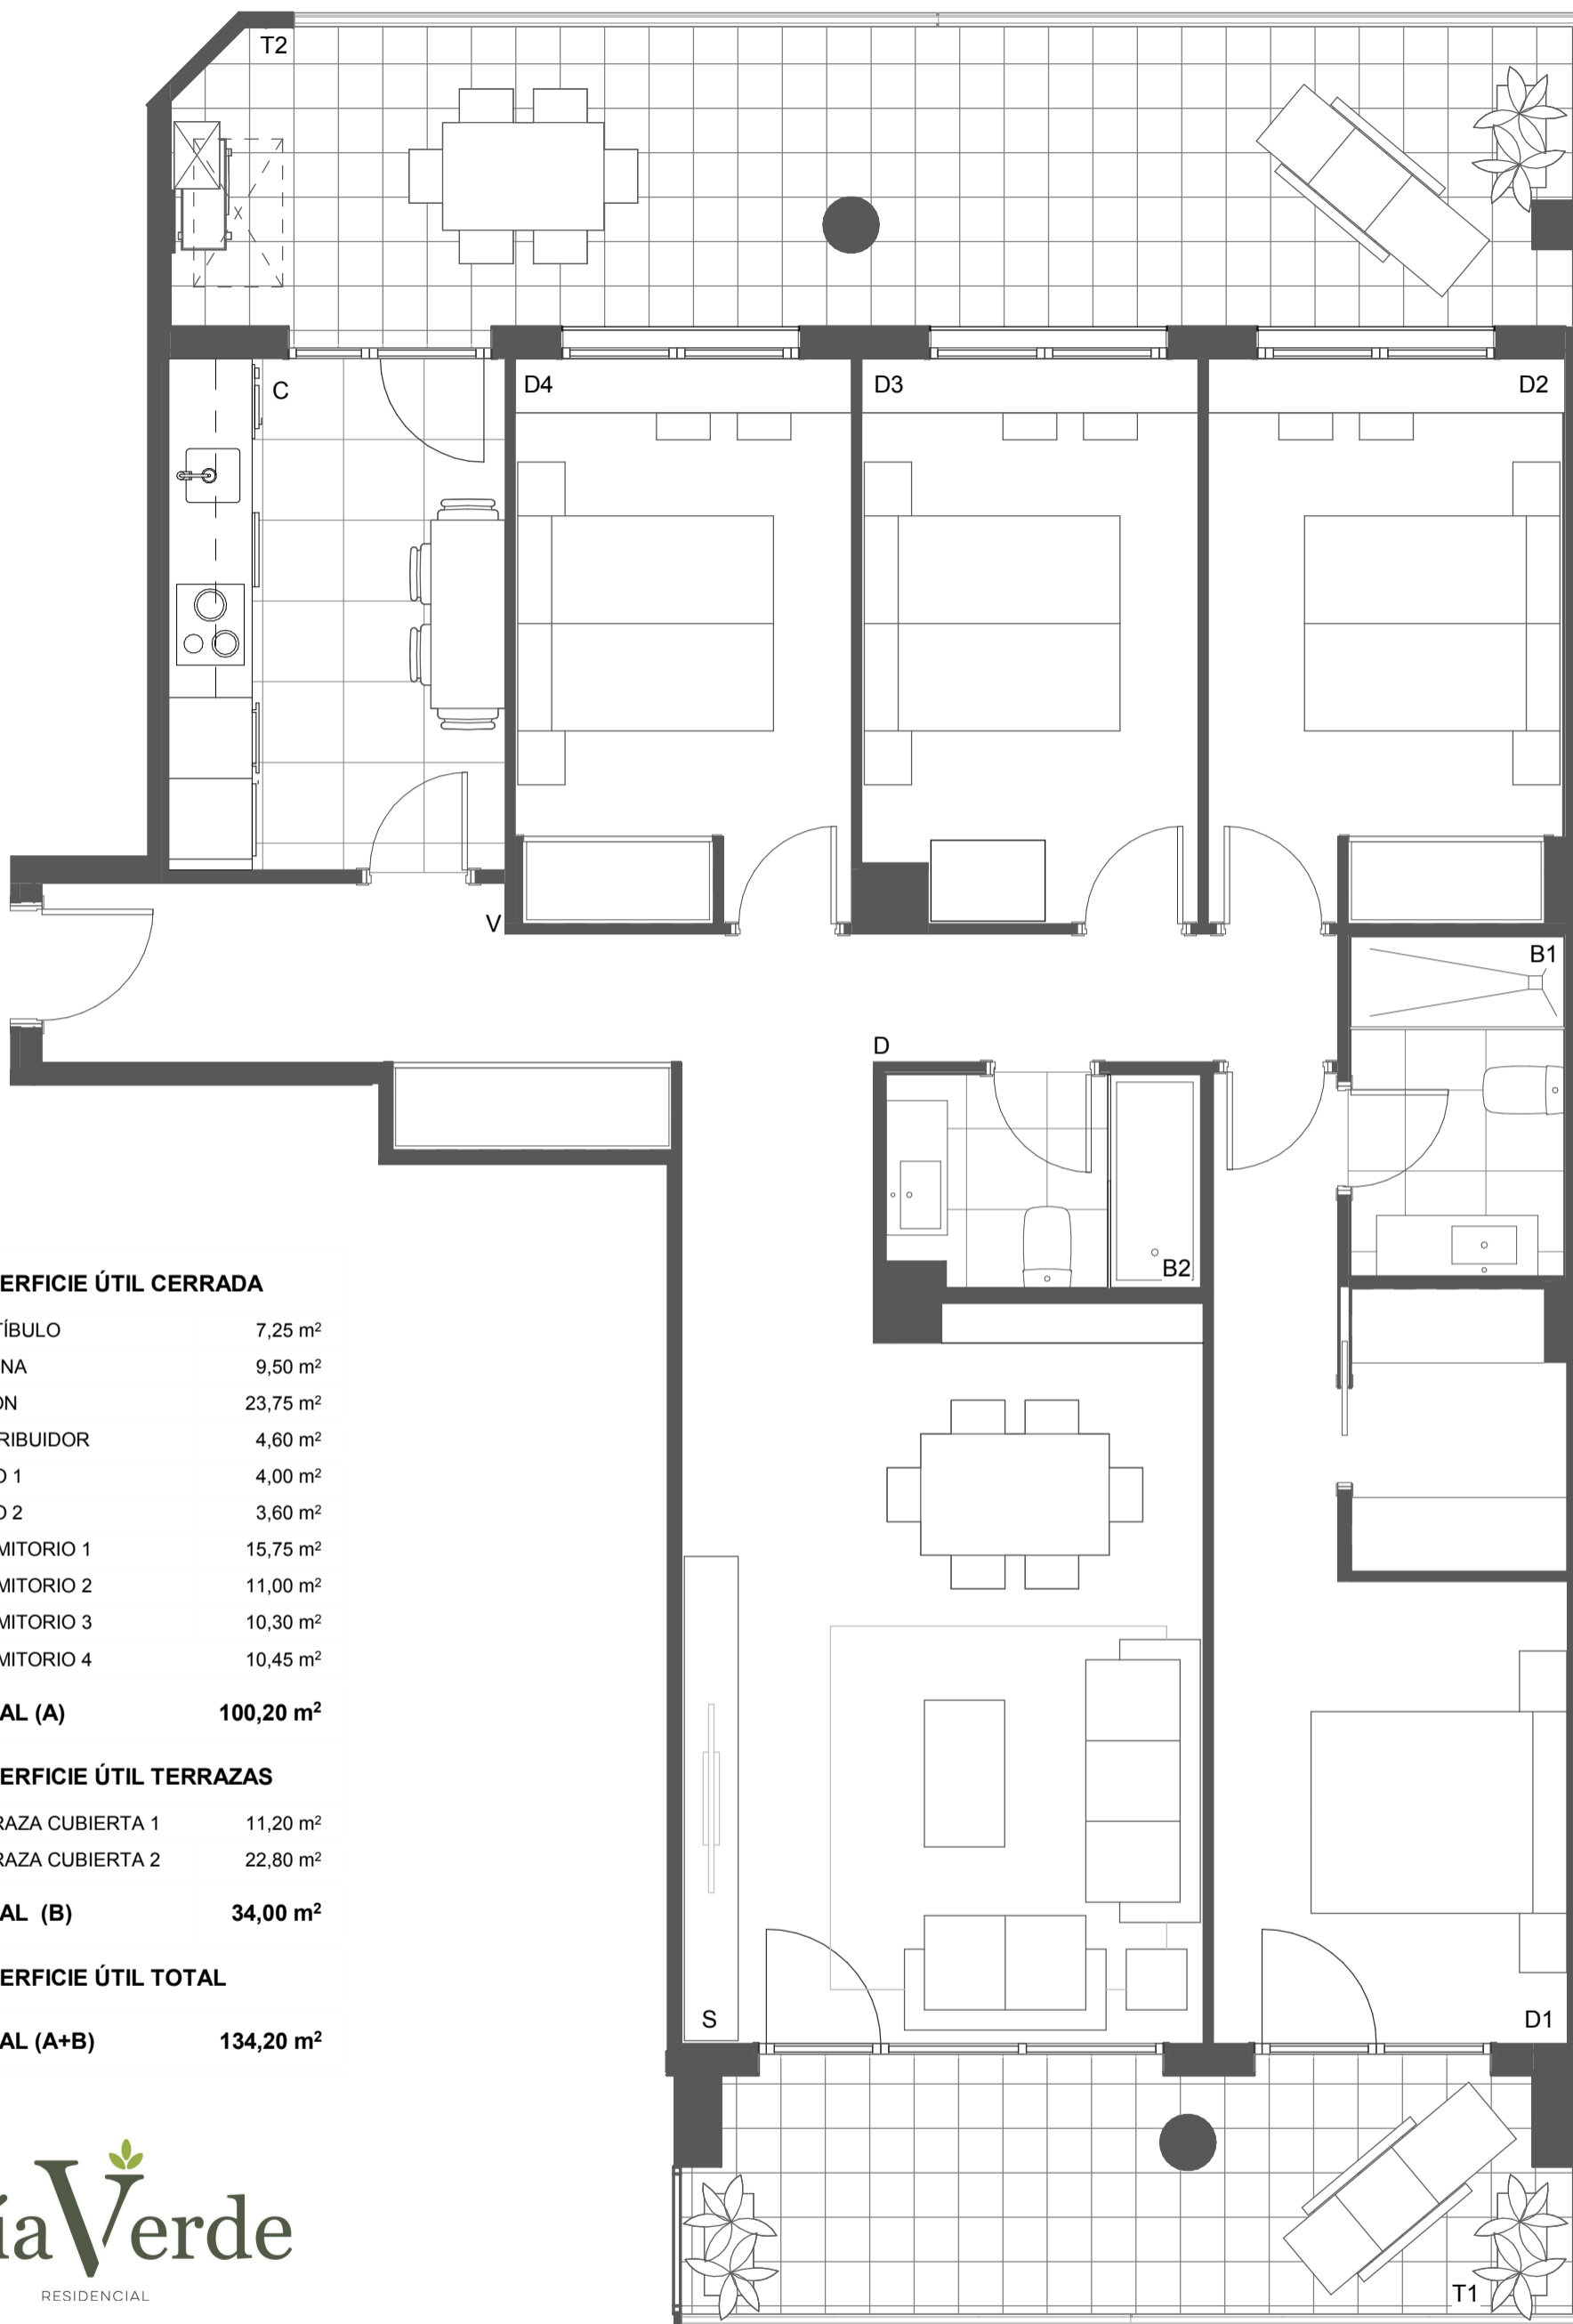 T2
C
D4
D3
D2
V
B1
D
B2
ERFICIE ÚTIL CERRADA
TÍBULO 7,25 m²
NA 9,50 m²
ON 23,75 m²
RIBUIDOR 4,60 m²
O 1 4,00 m²
O 2 3,60 m²
MITORIO 1 15,75 m²
MITORIO 2 11,00 m²
MITORIO 3 10,30 m²
MITORIO 4 10,45 m²
AL (A) 100,20 m²
ERFICIE ÚTIL TERRAZAS
RAZA CUBIERTA 1 11,20 m²
RAZA CUBIERTA 2 22,80 m²
AL (B) 34,00 m²
ERFICIE ÚTIL TOTAL
AL (A+B) 134,20 m²
S
D1
T1
ía Verde
RESIDENCIAL